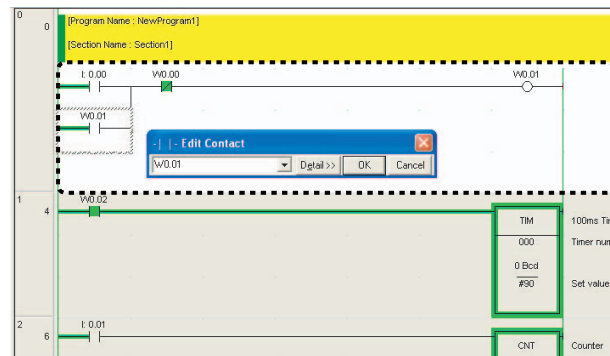 0
0
[Program Name : NewProgram1]
[Section Name : Section1]
I: 0.00 W0.00 W0.01
W0.01
-| |- Edit Contact
W0.01 Detail >> OK Cancel
1
4
W0.02
TIM 100ms Ti
000 Timer num
0 Bcd
#90 Set value
2
6
I: 0.01
CNT Counter